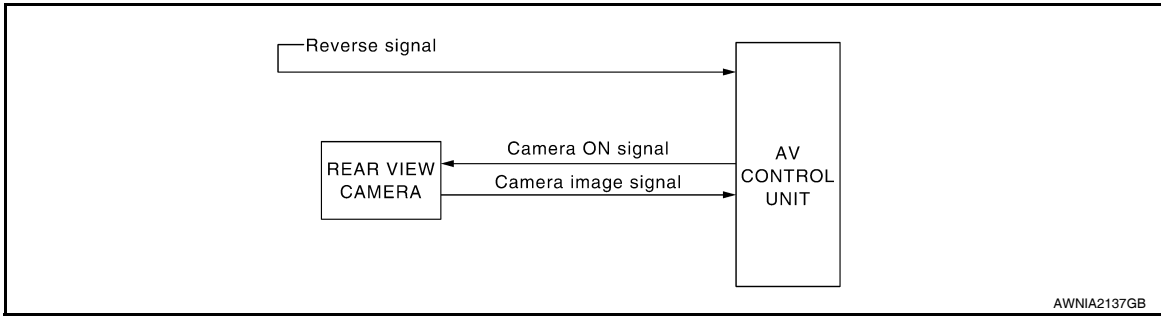 Reverse signal
Camera ON signal
REAR VIEW
CAMERA
Camera image signal
AV
CONTROL
UNIT
AWNIA2137GB